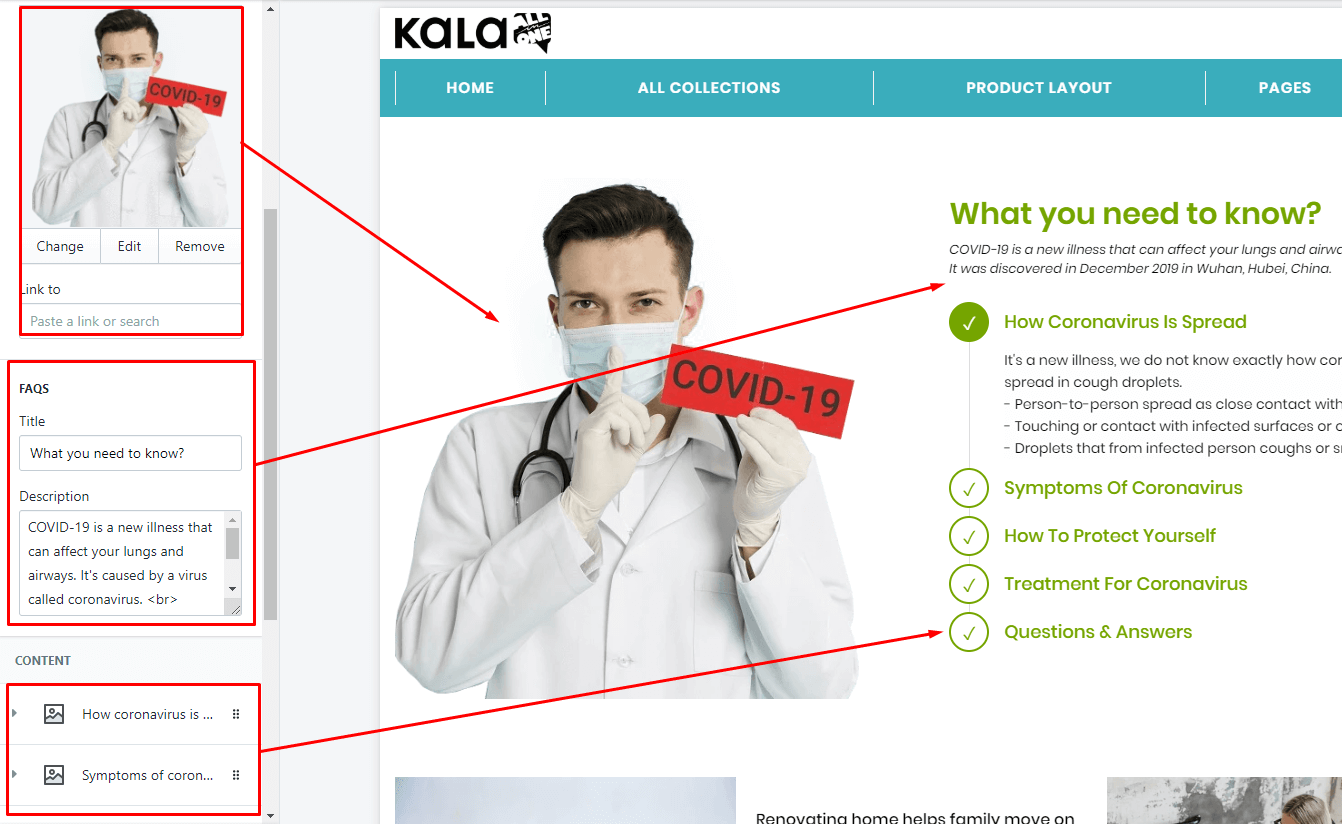 COVID-19
Change
Edit
Remove
Link to
Paste a link or search
FAQS
Title
What you need to know?
Description
COVID-19 is a new illness that
can affect your lungs and
airways. It's caused by a virus
called coronavirus. <br>
CONTENT
How coronavirus is ...
Symptoms of coron...
KALA ALL ONE
HOME
ALL COLLECTIONS
PRODUCT LAYOUT
PAGES
COVID-19
What you need to know?
COVID-19 is a new illness that can affect your lungs and
It was discovered in December 2019 in Wuhan, Hubei, China.
How Coronavirus Is Spread
It's a new illness, we do not know exactly how
spread in cough droplets.
- Person-to-person spread as close contact with
- Touching or contact with infected surfaces or
- Droplets that from infected person coughs or
Symptoms Of Coronavirus
How To Protect Yourself
Treatment For Coronavirus
Questions & Answers
Renovating home helps family move on